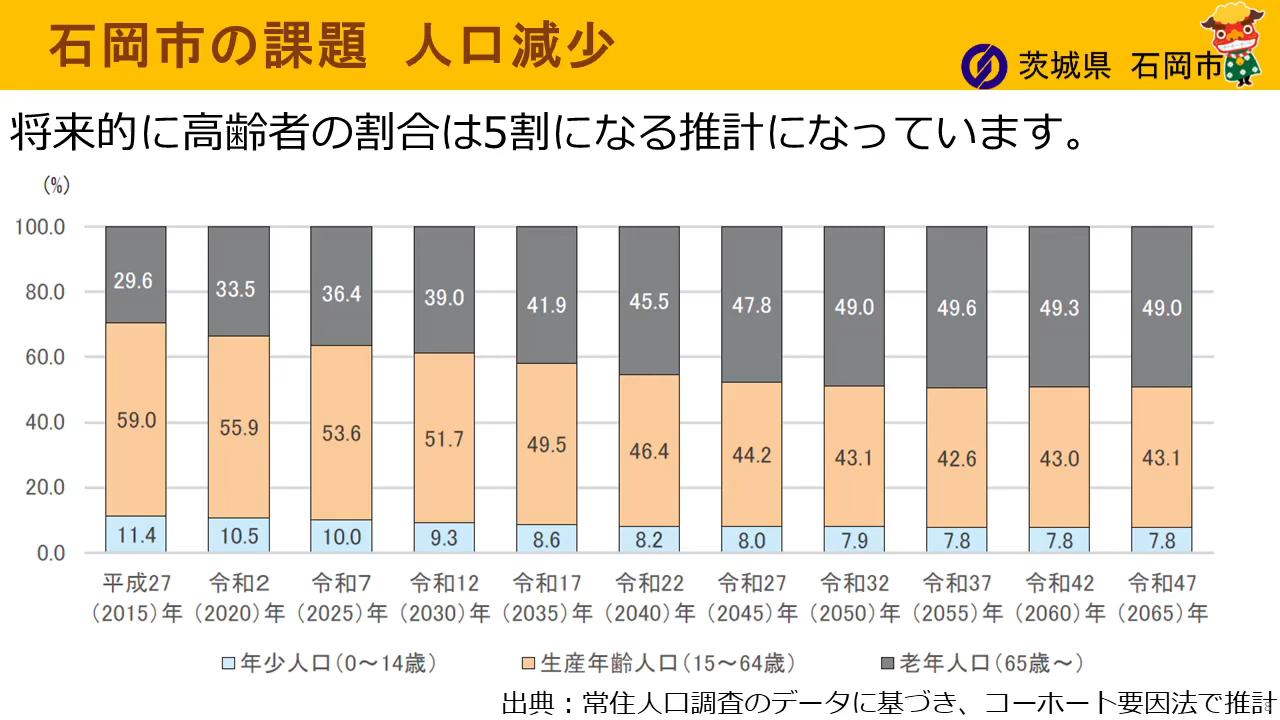 石岡市の課題　人口減少
茨城県　石岡市
将来的に高齢者の割合は5割になる推計になっています。
(%)
100.0
80.0
60.0
40.0
20.0
0.0
29.6 33.5 36.4 39.0 41.9 45.5 47.8 49.0 49.6 49.3 49.0
59.0 55.9 53.6 51.7 49.5 46.4 44.2 43.1 42.6 43.0 43.1
11.4 10.5 10.0 9.3 8.6 8.2 8.0 7.9 7.8 7.8 7.8
平成27 令和2 令和7 令和12 令和17 令和22 令和27 令和32 令和37 令和42 令和47
(2015)年 (2020)年 (2025)年 (2030)年 (2035)年 (2040)年 (2045)年 (2050)年 (2055)年 (2060)年 (2065)年
年少人口(0～14歳) 生産年齢人口(15～64歳) 老年人口(65歳～)
出典：常住人口調査のデータに基づき、コーホート要因法で推計